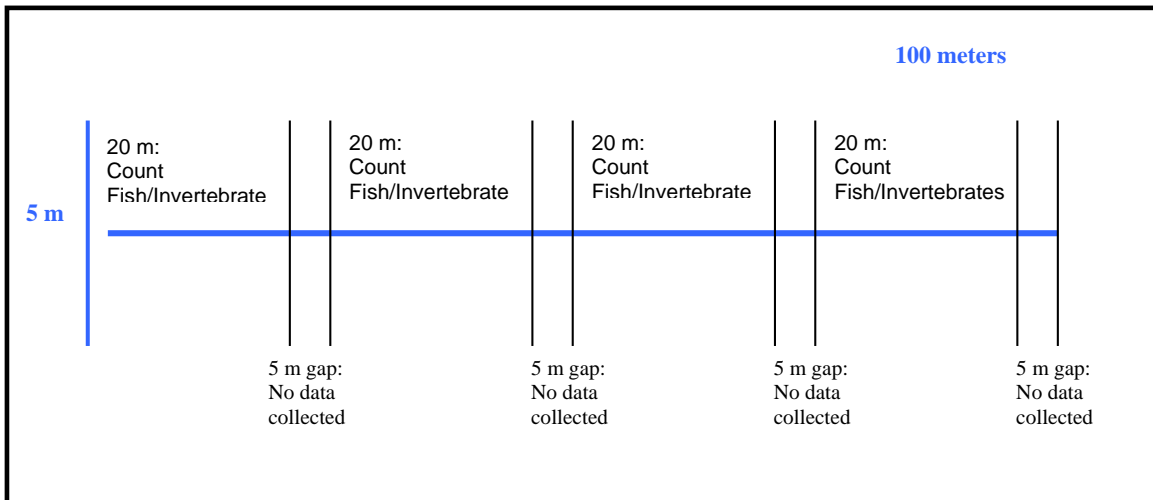 100 meters
20 m:
Count
Fish/Invertebrate
20 m:
Count
Fish/Invertebrate
20 m:
Count
Fish/Invertebrate
20 m:
Count
Fish/Invertebrates
5 m
5 m gap:
No data
collected
5 m gap:
No data
collected
5 m gap:
No data
collected
5 m gap:
No data
collected